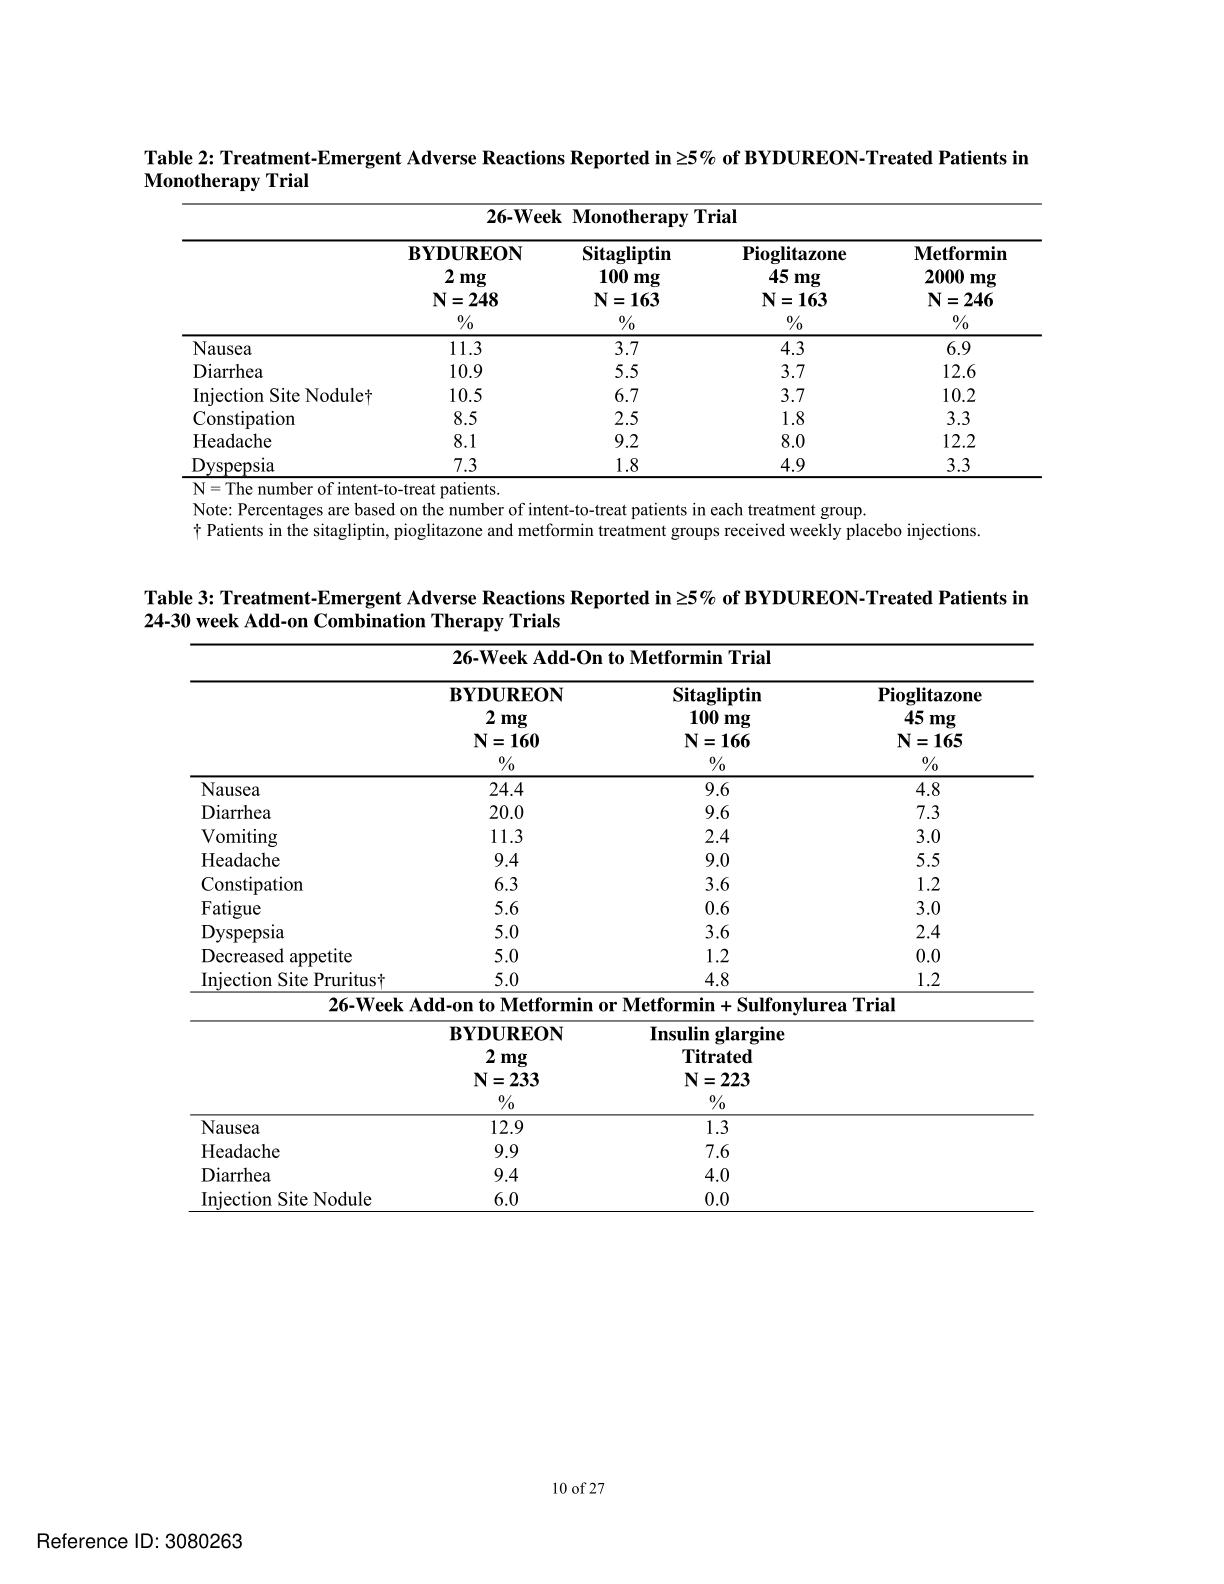 Table 2: Treatment-Emergent Adverse Reactions Reported in ≥5% of BYDUREON-Treated Patients in
Monotherapy Trial
26-Week Monotherapy Trial
BYDUREON Sitagliptin Pioglitazone Metformin
2 mg 100 mg 45 mg 2000 mg
N = 248 N = 163 N = 163 N = 246
% % % %
Nausea 11.3 3.7 4.3 6.9
Diarrhea 10.9 5.5 3.7 12.6
Injection Site Nodule† 10.5 6.7 3.7 10.2
Constipation 8.5 2.5 1.8 3.3
Headache 8.1 9.2 8.0 12.2
Dyspepsia 7.3 1.8 4.9 3.3
N = The number of intent-to-treat patients.
Note: Percentages are based on the number of intent-to-treat patients in each treatment group.
† Patients in the sitagliptin, pioglitazone and metformin treatment groups received weekly placebo injections.
Table 3: Treatment-Emergent Adverse Reactions Reported in ≥5% of BYDUREON-Treated Patients in
24-30 week Add-on Combination Therapy Trials
26-Week Add-On to Metformin Trial
BYDUREON Sitagliptin Pioglitazone
2 mg 100 mg 45 mg
N = 160 N = 166 N = 165
% % %
Nausea 24.4 9.6 4.8
Diarrhea 20.0 9.6 7.3
Vomiting 11.3 2.4 3.0
Headache 9.4 9.0 5.5
Constipation 6.3 3.6 1.2
Fatigue 5.6 0.6 3.0
Dyspepsia 5.0 3.6 2.4
Decreased appetite 5.0 1.2 0.0
Injection Site Pruritus† 5.0 4.8 1.2
26-Week Add-on to Metformin or Metformin + Sulfonylurea Trial
BYDUREON Insulin glargine
2 mg Titrated
N = 233 N = 223
% %
Nausea 12.9 1.3
Headache 9.9 7.6
Diarrhea 9.4 4.0
Injection Site Nodule 6.0 0.0
10 of 27
Reference ID: 3080263